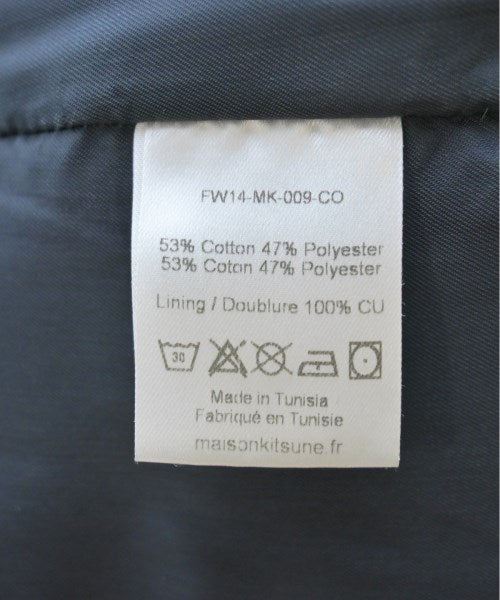 FW14-MK-009-CO
53% Cotton 47% Polyester
53% Coton 47% Polyester
Lining / Doublure 100% CU
30
Made in Tunisia
Fabriqué en Tunisie
maisonkitsune.fr